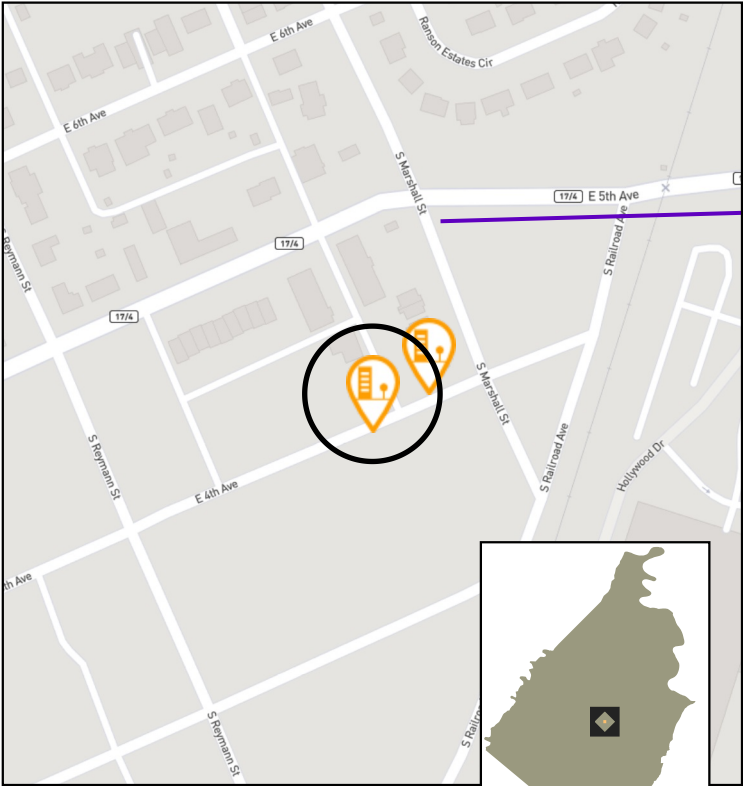 E 6th Ave
Ranson Estates Cir
E 6th Ave
S Marshall St
17/4
E 5th Ave
S Railroad Ave
17/4
S Reymann St
17/4
S Marshall St
S Reymann St
S Railroad Ave
Hollywood Dr
E 4th Ave
th Ave
S Reymann St
S Railro